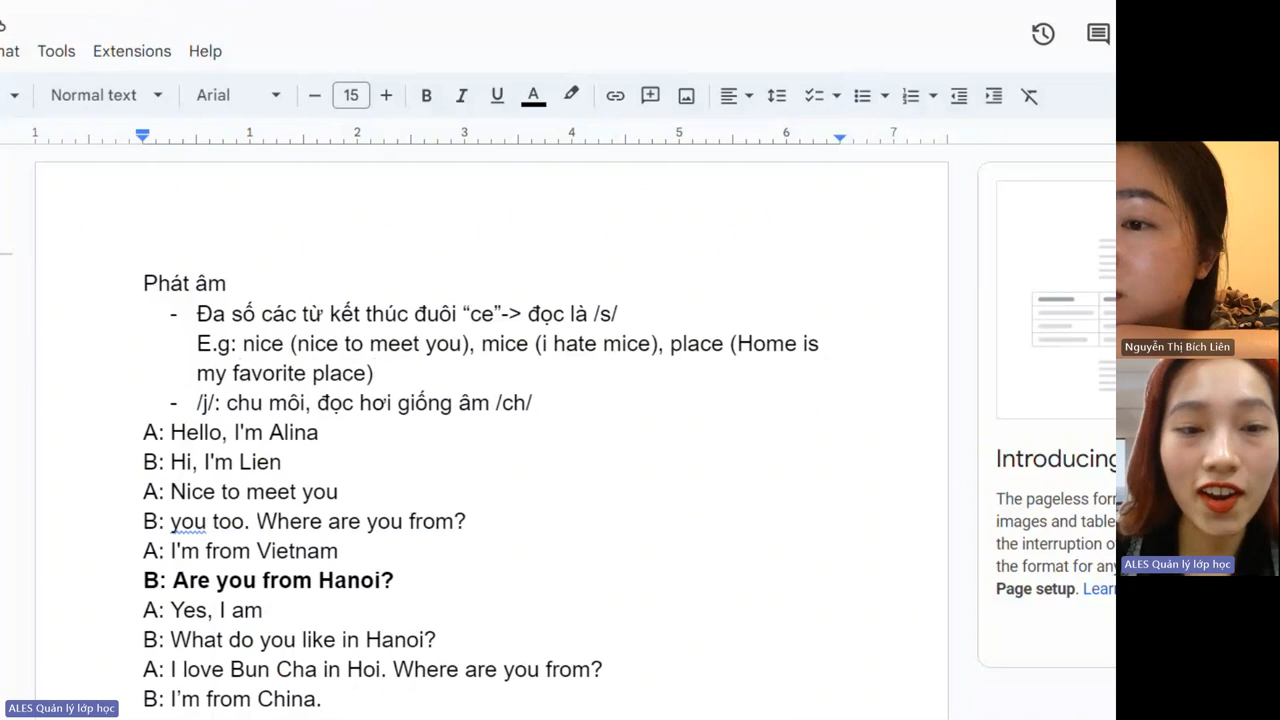 mat Tools Extensions Help
Normal text Arial 15 B I U A
1 1 2 3 4 5 6 7
Phát âm
- Đa số các từ kết thúc đuôi “ce”-> đọc là /s/
E.g: nice (nice to meet you), mice (i hate mice), place (Home is
my favorite place)
- /j/: chu môi, đọc hơi giống âm /ch/
A: Hello, I'm Alina
B: Hi, I'm Lien
A: Nice to meet you
B: you too. Where are you from?
A: I'm from Vietnam
B: Are you from Hanoi?
A: Yes, I am
B: What do you like in Hanoi?
A: I love Bun Cha in Hoi. Where are you from?
B: I’m from China.
Introducing
The pageless for
images and table
the interruption o
the format for an
Page setup. Lear
Nguyễn Thị Bích Liên
ALES Quản lý lớp học
ALES Quản lý lớp học